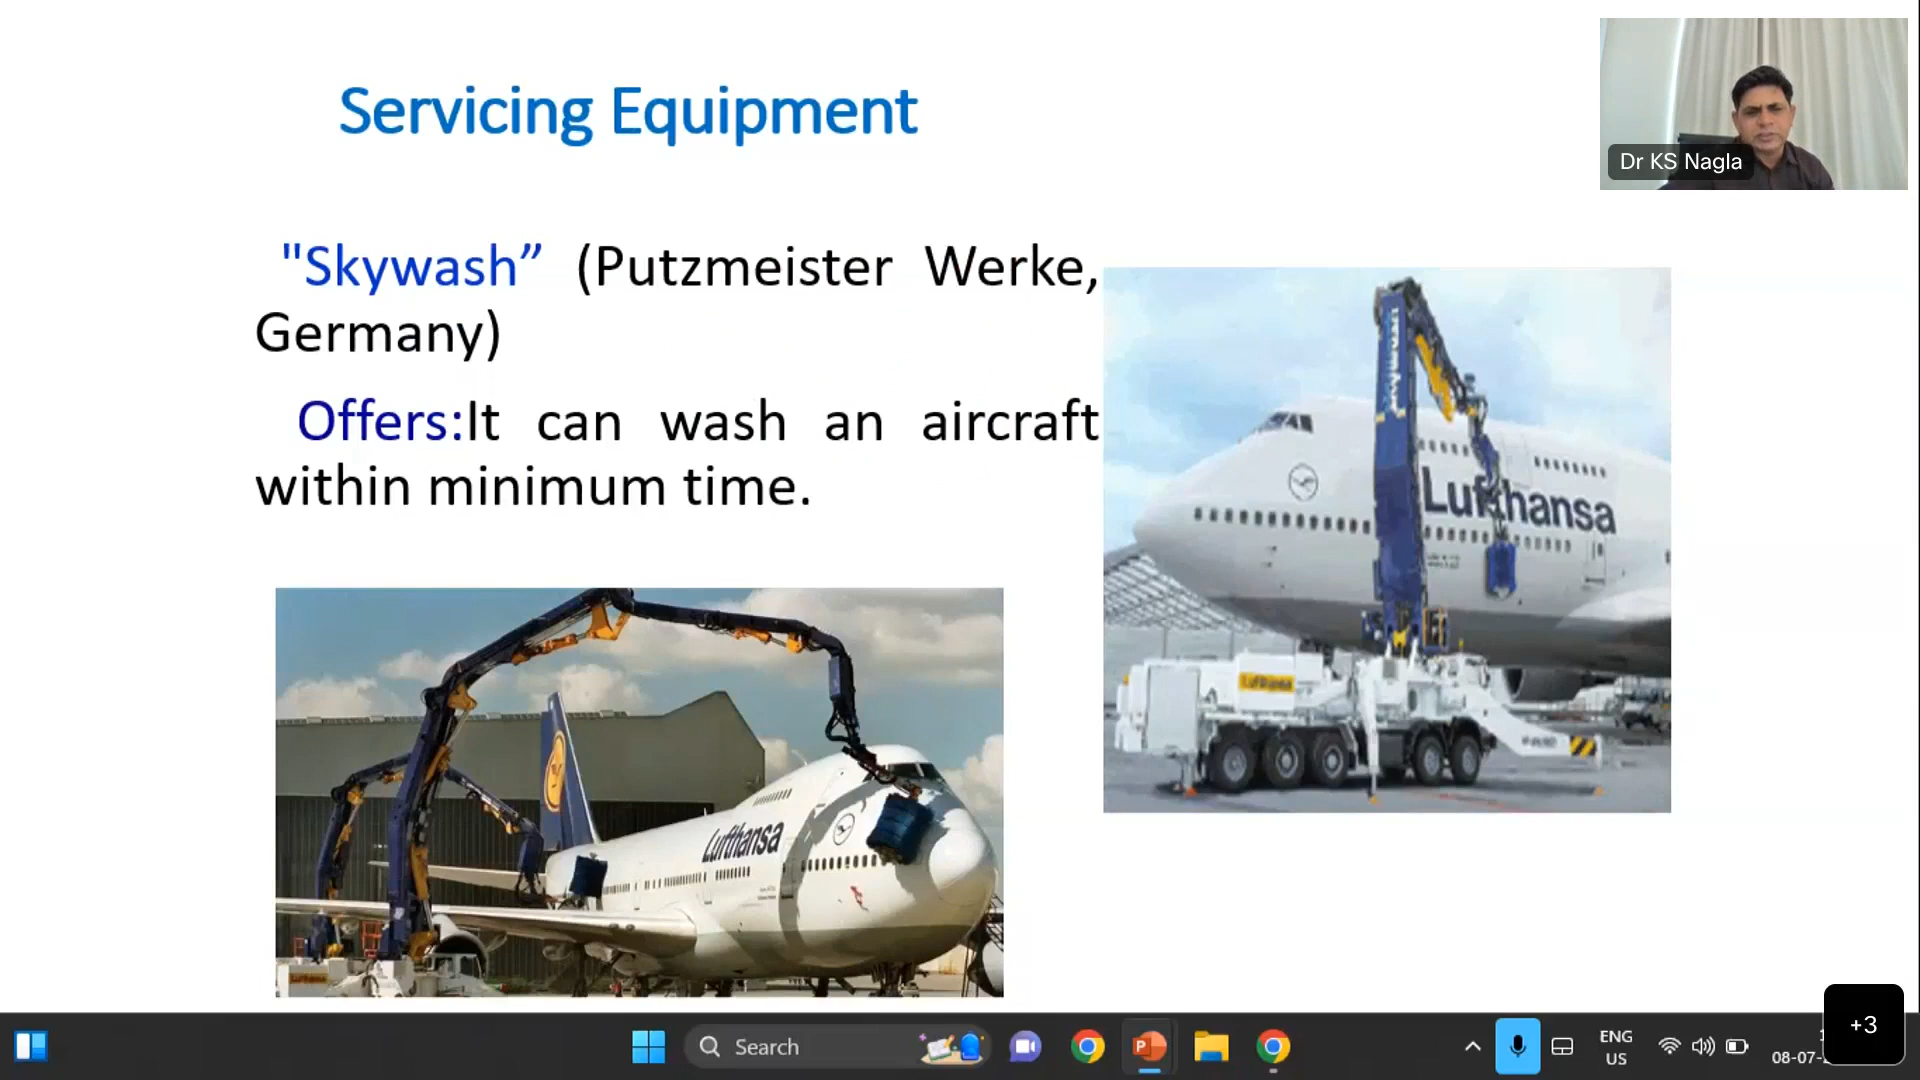 Servicing Equipment
Dr KS Nagla
"Skywash” (Putzmeister Werke,
Germany)
Offers:It can wash an aircraft
within minimum time.
Lufthansa
Lufthansa
Lufthansa
+3
Search
ENG
US